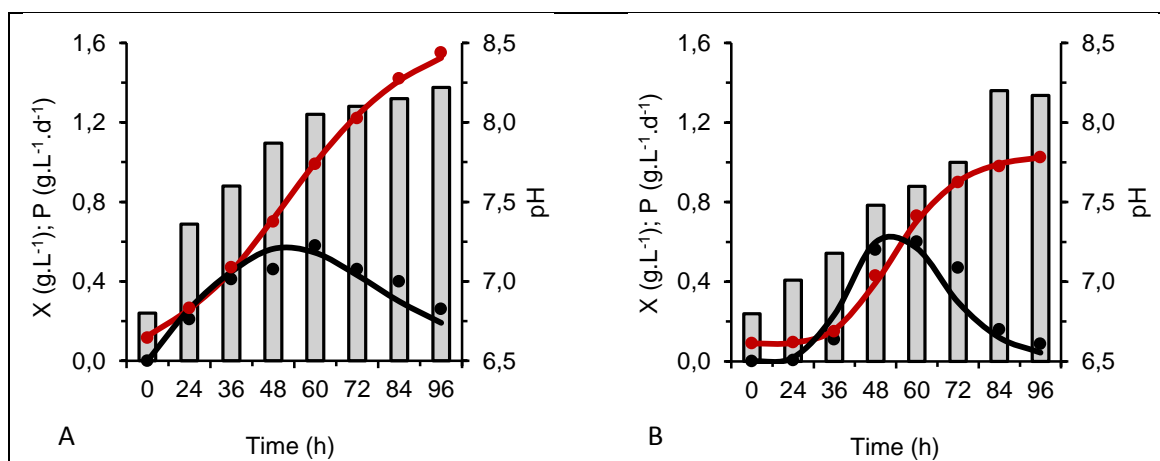 X (g.L⁻¹); P (g.L⁻¹.d⁻¹)
1,6
1,2
0,8
0,4
0,0
8,5
8,0
7,5
7,0
6,5
pH
0 24 36 48 60 72 84 96
Time (h)
A
X (g.L⁻¹); P (g.L⁻¹.d⁻¹)
1,6
1,2
0,8
0,4
0,0
8,5
8,0
7,5
7,0
6,5
pH
0 24 36 48 60 72 84 96
Time (h)
B